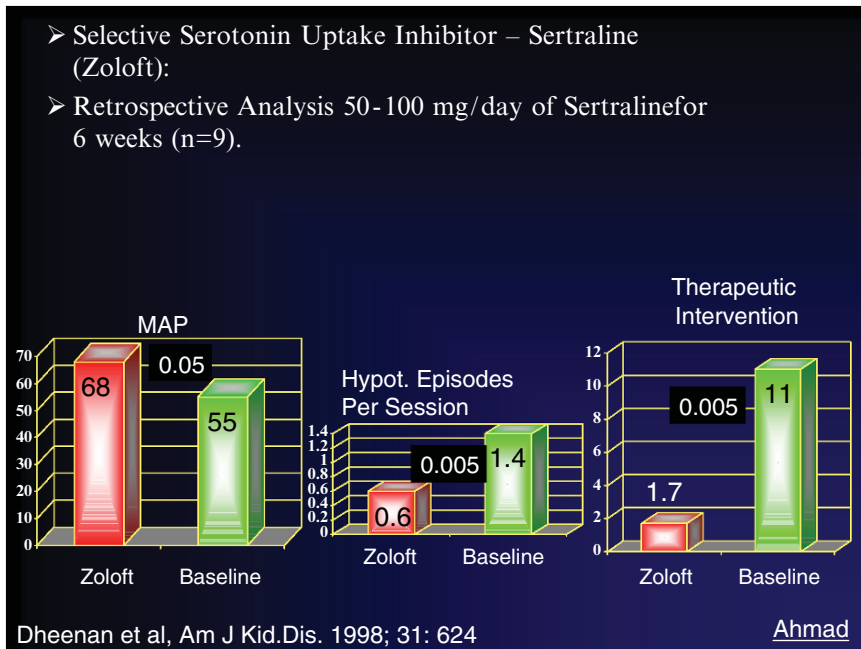 ➢ Selective Serotonin Uptake Inhibitor – Sertraline
(Zoloft):
➢ Retrospective Analysis 50-100 mg/day of Sertralinefor
6 weeks (n=9).
MAP
70
60
50
40
30
20
10
0
68
0.05
55
Zoloft Baseline
Hypot. Episodes
Per Session
1.4
1.2
1
0.8
0.6
0.4
0.2
0
0.6
0.005
1.4
Zoloft Baseline
Therapeutic
Intervention
12
10
8
6
4
2
0
1.7
0.005
11
Zoloft Baseline
Dheenan et al, Am J Kid.Dis. 1998; 31: 624
Ahmad